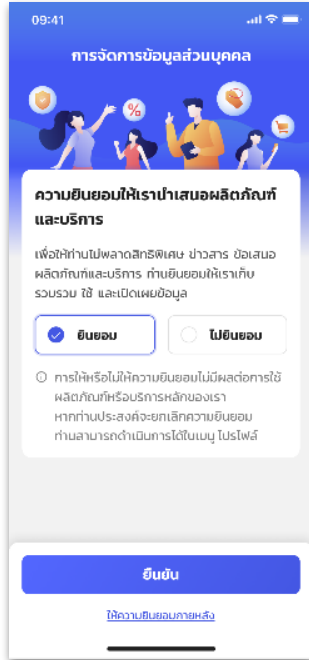 09:41
การจัดการข้อมูลส่วนบุคคล
%
ความยินยอมให้เรานำเสนอผลิตภัณฑ์
และบริการ
เพื่อให้ท่านไม่พลาดสิทธิพิเศษ ข่าวสาร ข้อเสนอ
ผลิตภัณฑ์และบริการ ท่านยินยอมให้เราเก็บ
รวบรวม ใช้ และเปิดเผยข้อมูล
ยินยอม
ไม่ยินยอม
การให้หรือไม่ให้ความยินยอมไม่มีผลต่อการใช้
ผลิตภัณฑ์หรือบริการหลักของเรา
หากท่านประสงค์จะยกเลิกความยินยอม
ท่านสามารถดำเนินการได้ในเมนู โปรไฟล์
ยืนยัน
ให้ความยินยอมภายหลัง